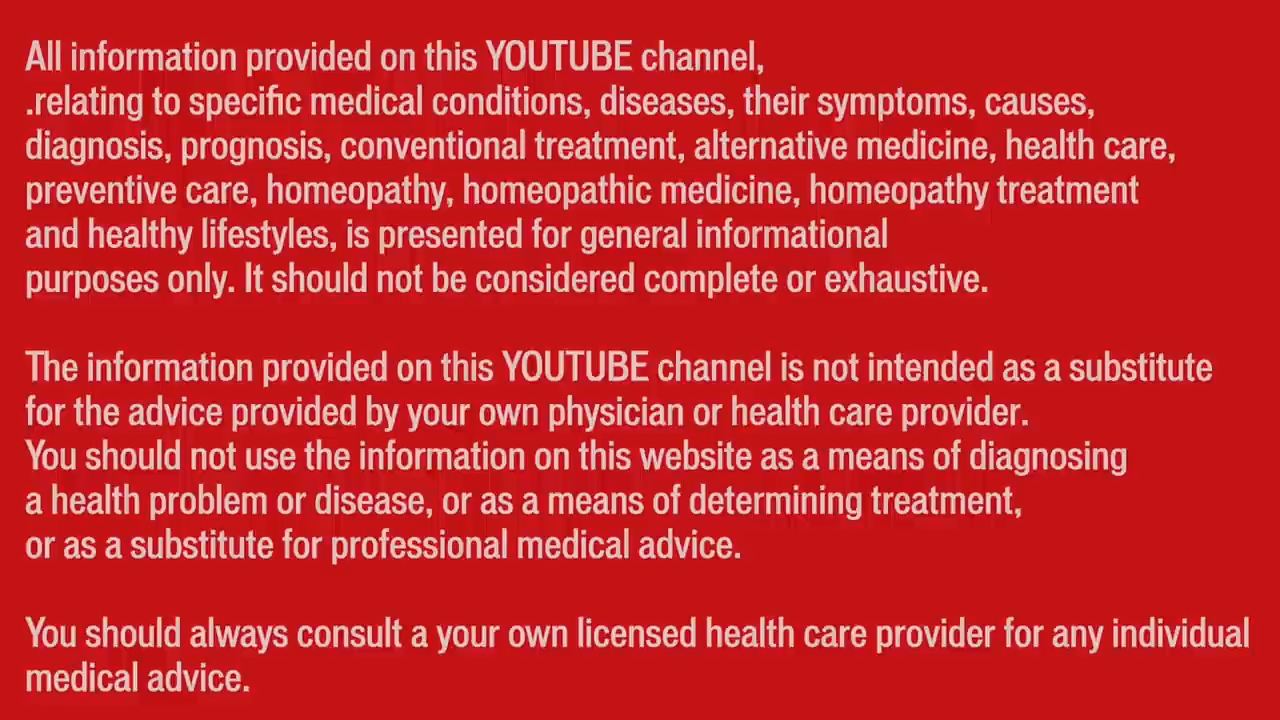 All information provided on this YOUTUBE channel,
.relating to specific medical conditions, diseases, their symptoms, causes,
diagnosis, prognosis, conventional treatment, alternative medicine, health care,
preventive care, homeopathy, homeopathic medicine, homeopathy treatment
and healthy lifestyles, is presented for general informational
purposes only. It should not be considered complete or exhaustive.
The information provided on this YOUTUBE channel is not intended as a substitute
for the advice provided by your own physician or health care provider.
You should not use the information on this website as a means of diagnosing
a health problem or disease, or as a means of determining treatment,
or as a substitute for professional medical advice.
You should always consult a your own licensed health care provider for any individual
medical advice.